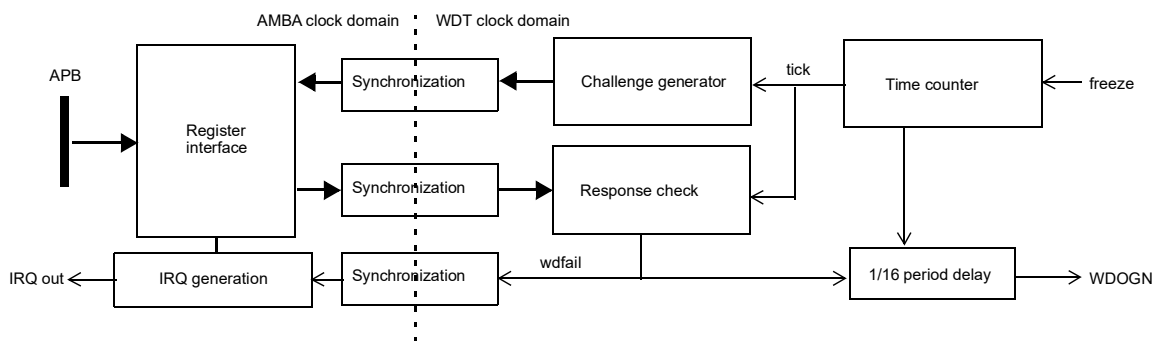 AMBA clock domain
WDT clock domain
APB
Register
interface
Synchronization
Challenge generator
tick
Time counter
freeze
Synchronization
Response check
IRQ out
IRQ generation
Synchronization
wdfail
1/16 period delay
WDOGN